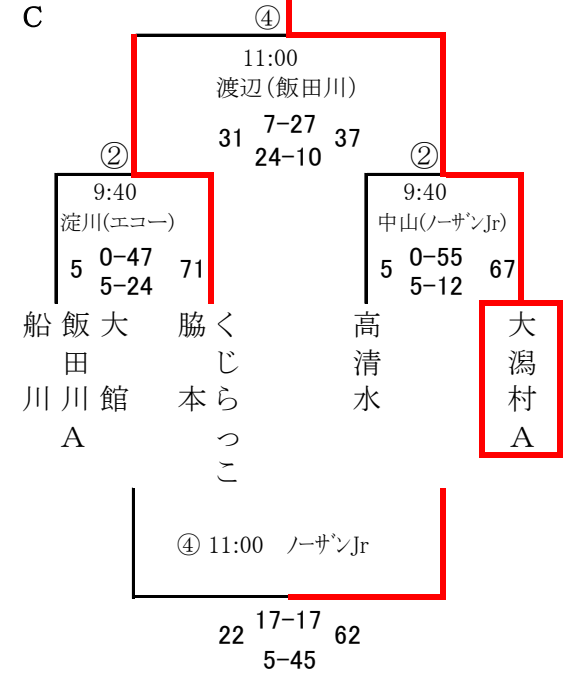 C
④
11:00
渡辺(飯田川)
31 7-27 24-10 37
② ②
9:40
淀川(エコー)
5 0-47 5-24 71
9:40
中山(ノーザンJr)
5 0-55 5-12 67
船川
飯田川A
大館
脇本
くじらっこ
高清水
大潟村A
④ 11:00 ノーザンJr
22 17-17 5-45 62